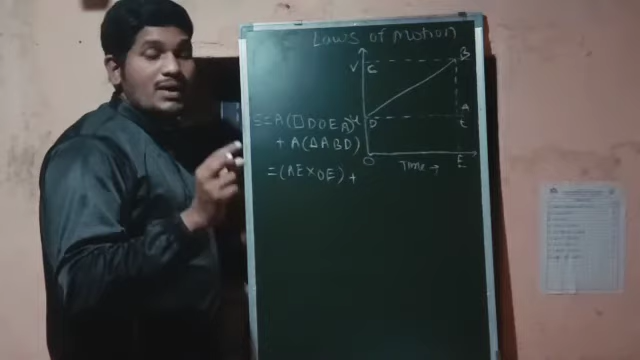 Laws of Motion
V
C
B
S=A(□DOEA)
u
D
A
t
+ A(ΔABD)
=(AE×OE)+
O
Time →
E